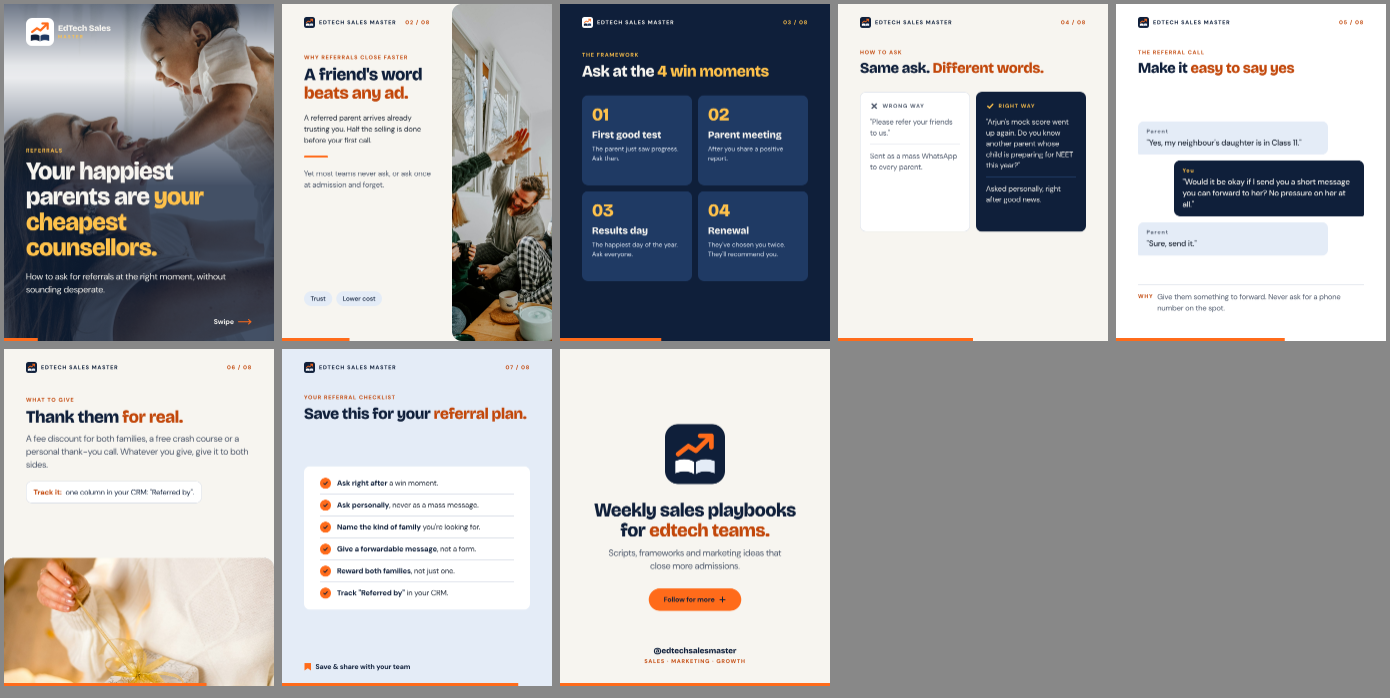 EdTech Sales
MASTER
REFERRALS
Your happiest
parents are your
cheapest
counsellors.
How to ask for referrals at the right moment, without
sounding desperate.
Swipe
EDTECH SALES MASTER
02 / 08
WHY REFERRALS CLOSE FASTER
A friend's word
beats any ad.
A referred parent arrives already
trusting you. Half the selling is done
before your first call.
Yet most teams never ask, or ask once
at admission and forget.
Trust
Lower cost
EDTECH SALES MASTER
03 / 08
THE FRAMEWORK
Ask at the 4 win moments
01
First good test
The parent just saw progress.
Ask then.
02
Parent meeting
After you share a positive
report.
03
Results day
The happiest day of the year.
Ask everyone.
04
Renewal
They've chosen you twice.
They'll recommend you.
EDTECH SALES MASTER
04 / 08
HOW TO ASK
Same ask. Different words.
WRONG WAY
"Please refer your friends
to us."
Sent as a mass WhatsApp
to every parent.
RIGHT WAY
"Arjun's mock score went
up again. Do you know
another parent whose
child is preparing for NEET
this year?"
Asked personally, right
after good news.
EDTECH SALES MASTER
05 / 08
THE REFERRAL CALL
Make it easy to say yes
Parent
"Yes, my neighbour's daughter is in Class 11."
You
"Would it be okay if I send you a short message
you can forward to her? No pressure on her at
all."
Parent
"Sure, send it."
WHY Give them something to forward. Never ask for a phone
number on the spot.
EDTECH SALES MASTER
06 / 08
WHAT TO GIVE
Thank them for real.
A fee discount for both families, a free crash course or a
personal thank-you call. Whatever you give, give it to both
sides.
Track it: one column in your CRM: "Referred by".
EDTECH SALES MASTER
07 / 08
YOUR REFERRAL CHECKLIST
Save this for your referral plan.
Ask right after a win moment.
Ask personally, never as a mass message.
Name the kind of family you're looking for.
Give a forwardable message, not a form.
Reward both families, not just one.
Track "Referred by" in your CRM.
Save & share with your team
Weekly sales playbooks
for edtech teams.
Scripts, frameworks and marketing ideas that
close more admissions.
Follow for more +
@edtechsalesmaster
SALES · MARKETING · GROWTH